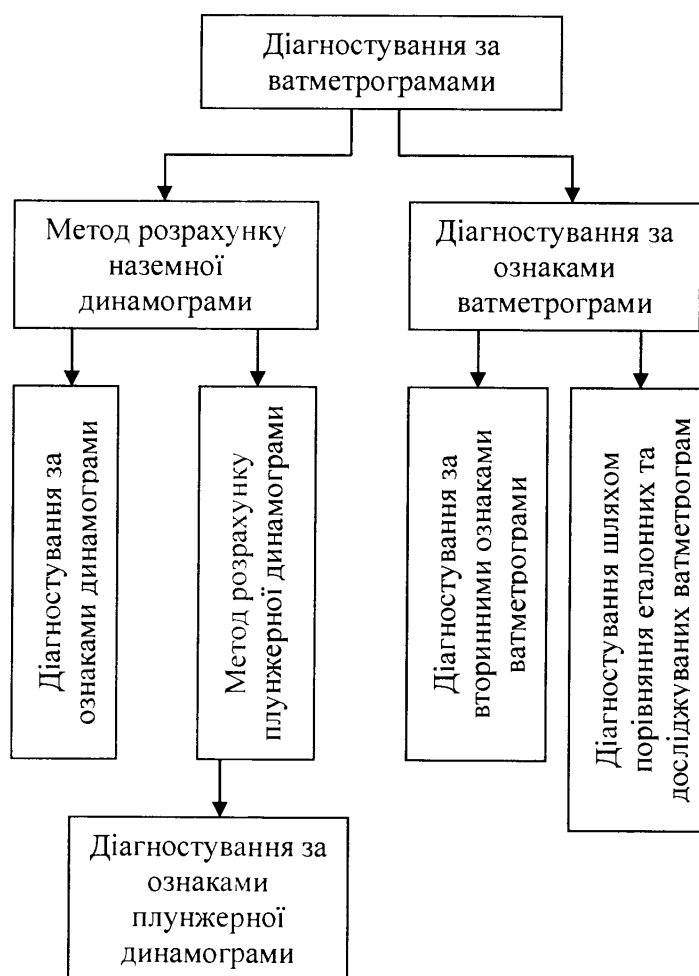 Діагностування за
ватметрограмами
Метод розрахунку
наземної
динамограми
Діагностування за
ознаками
ватметрограми
Діагностування за
ознаками динамограми
Метод розрахунку
плунжерної динамограми
Діагностування за
вторинними ознаками
ватметрограми
Діагностування шляхом
порівняння еталонних та
досліджуваних ватметрограм
Діагностування за
ознаками
плунжерної
динамограми